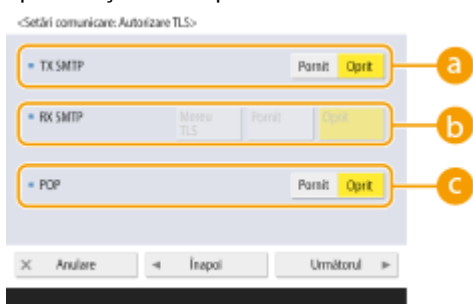 <Setări comunicare: Autorizare TLS>
TX SMTP Pornit Oprit a
RX SMTP Mereu TLS Pornit Oprit b
POP Pornit Oprit c
Anulare Înapoi Următorul